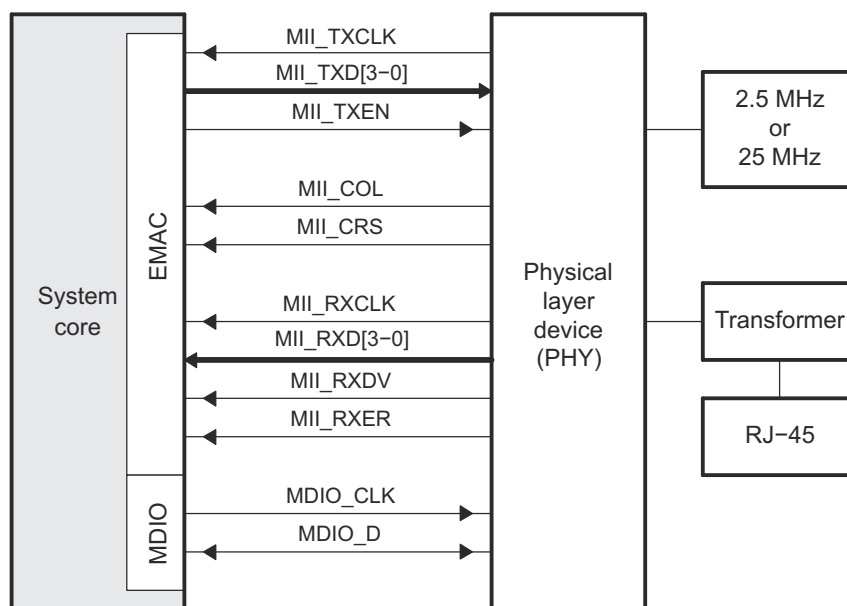 System
core
EMAC
MDIO
MII_TXCLK
MII_TXD[3−0]
MII_TXEN
MII_COL
MII_CRS
MII_RXCLK
MII_RXD[3−0]
MII_RXDV
MII_RXER
MDIO_CLK
MDIO_D
Physical
layer
device
(PHY)
2.5 MHz
or
25 MHz
Transformer
RJ−45